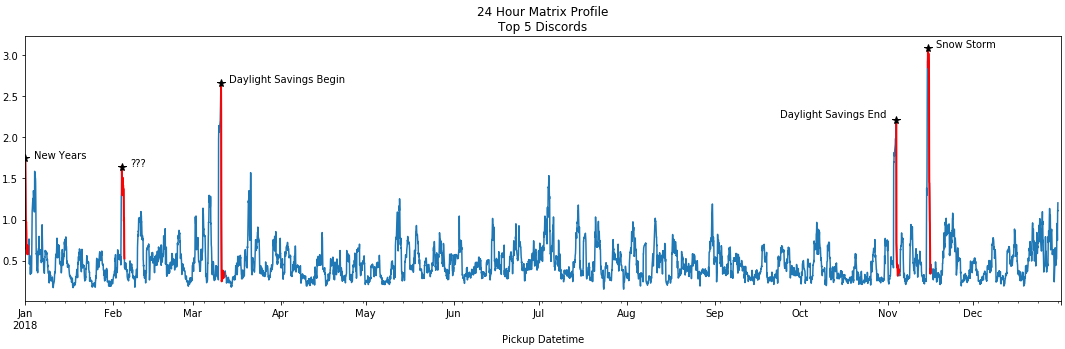 24 Hour Matrix Profile
Top 5 Discords
3.0
2.5
2.0
1.5
1.0
0.5
Snow Storm
Daylight Savings Begin
Daylight Savings End
New Years
???
Jan
2018
Feb
Mar
Apr
May
Jun
Jul
Aug
Sep
Oct
Nov
Dec
Pickup Datetime